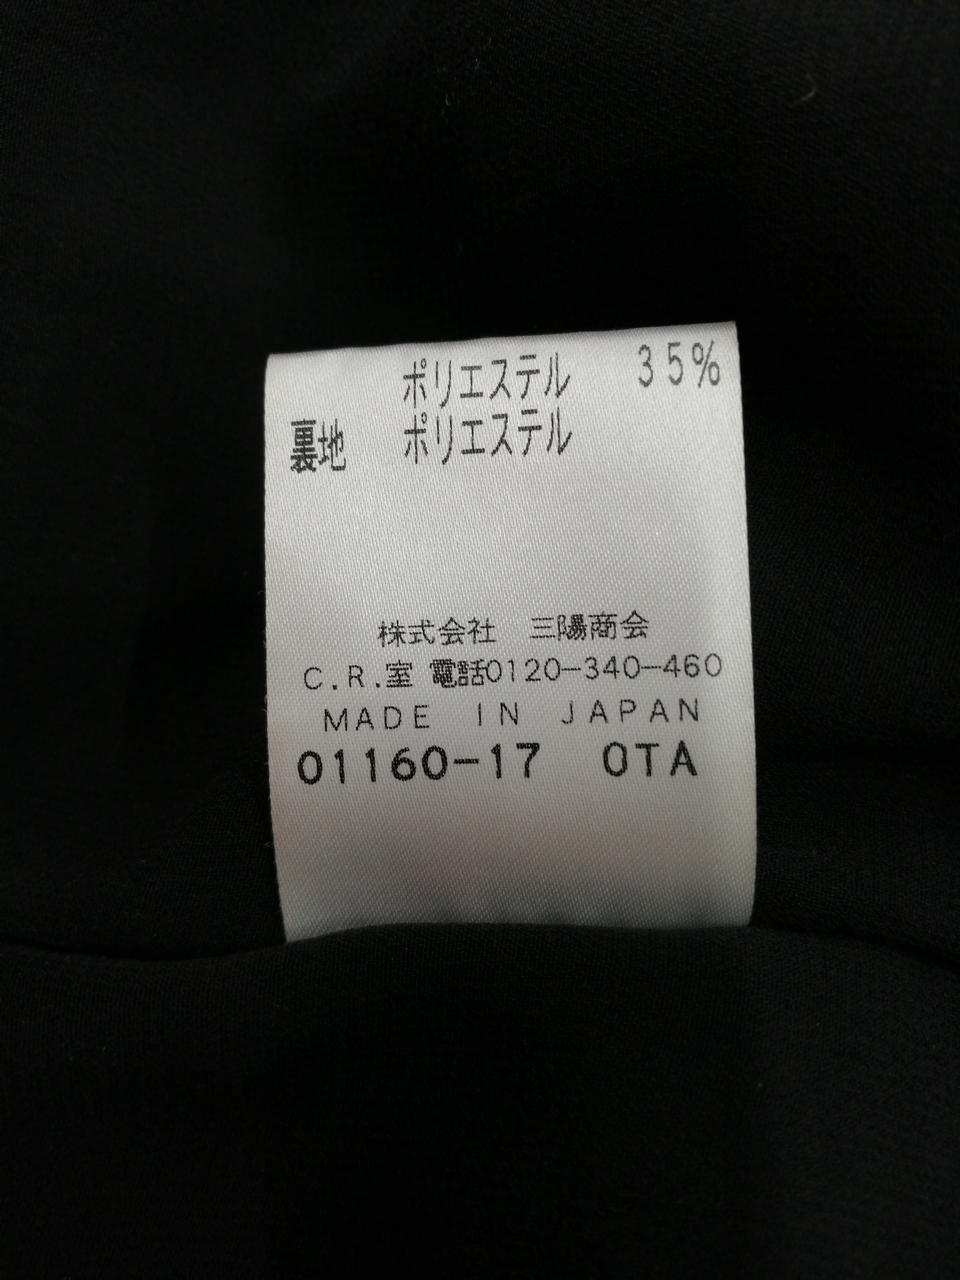 ポリエステル 35%
裏地 ポリエステル
株式会社 三陽商会
C.R.室 電話0120-340-460
MADE IN JAPAN
01160-17 OTA